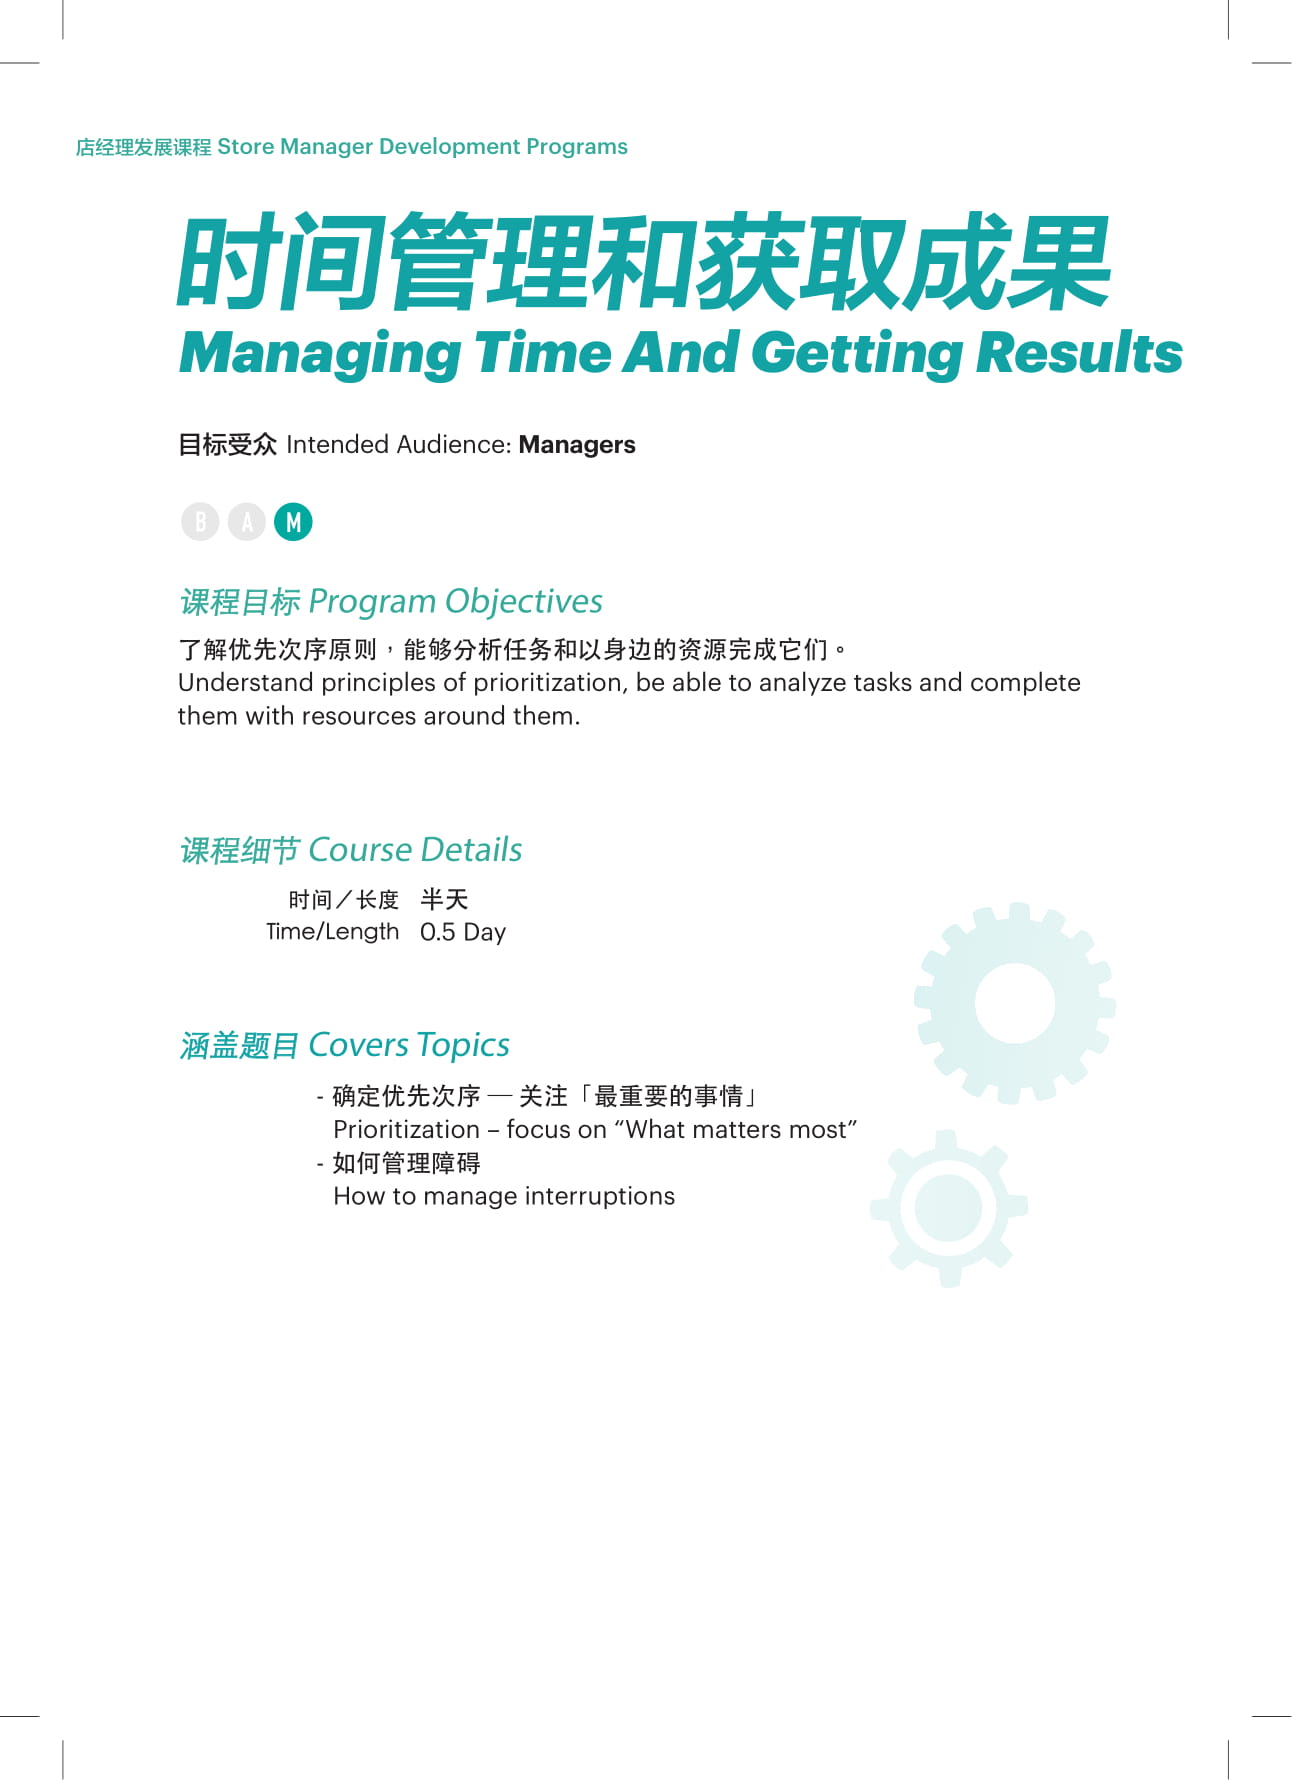 店经理发展课程 Store Manager Development Programs
时间管理和获取成果
Managing Time And Getting Results
目标受众 Intended Audience: Managers
B A M
课程目标 Program Objectives
了解优先次序原则，能够分析任务和以身边的资源完成它们。
Understand principles of prioritization, be able to analyze tasks and complete
them with resources around them.
课程细节 Course Details
时间／长度 半天
Time/Length 0.5 Day
涵盖题目 Covers Topics
- 确定优先次序 — 关注「最重要的事情」
Prioritization – focus on “What matters most”
- 如何管理障碍
How to manage interruptions